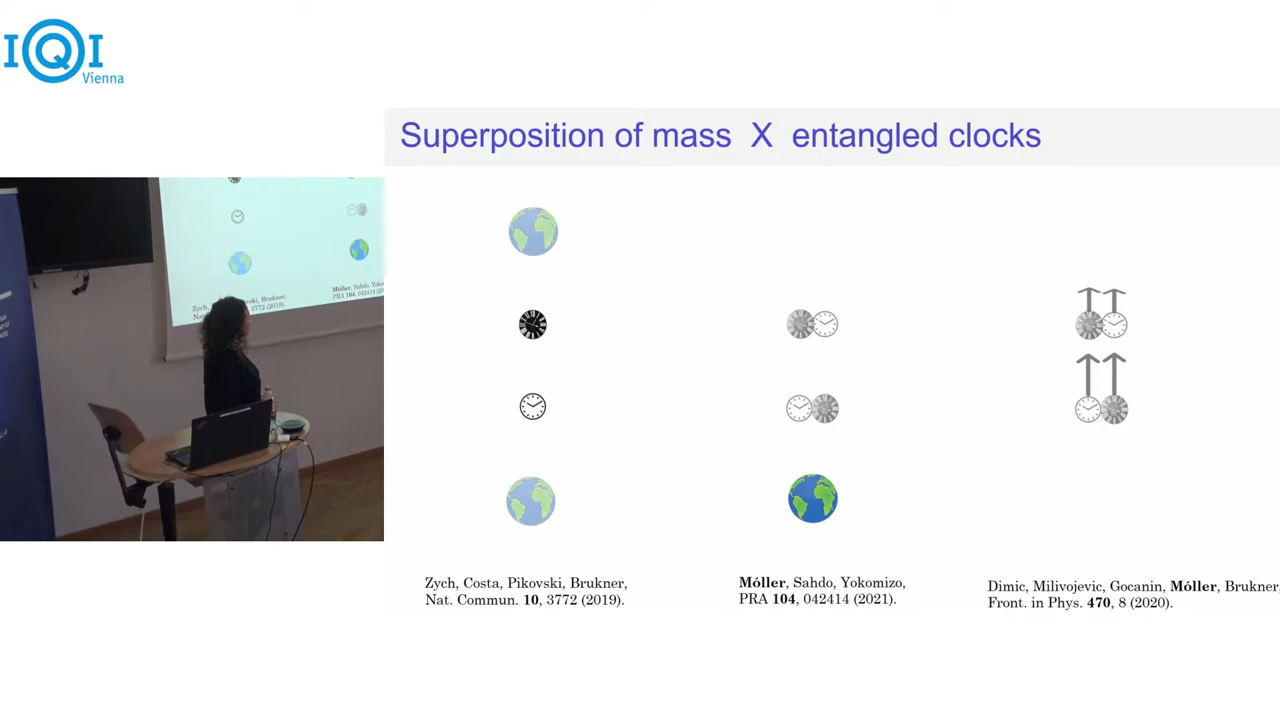 IQI
Vienna
Superposition of mass X entangled clocks
Zych, Costa, Pikovski, Brukner,
Nat. Commun. 10, 3772 (2019).
Móller, Sahdo, Yokomizo,
PRA 104, 042414 (2021).
Dimic, Milivojevic, Gocanin, Móller, Brukner,
Front. in Phys. 470, 8 (2020).